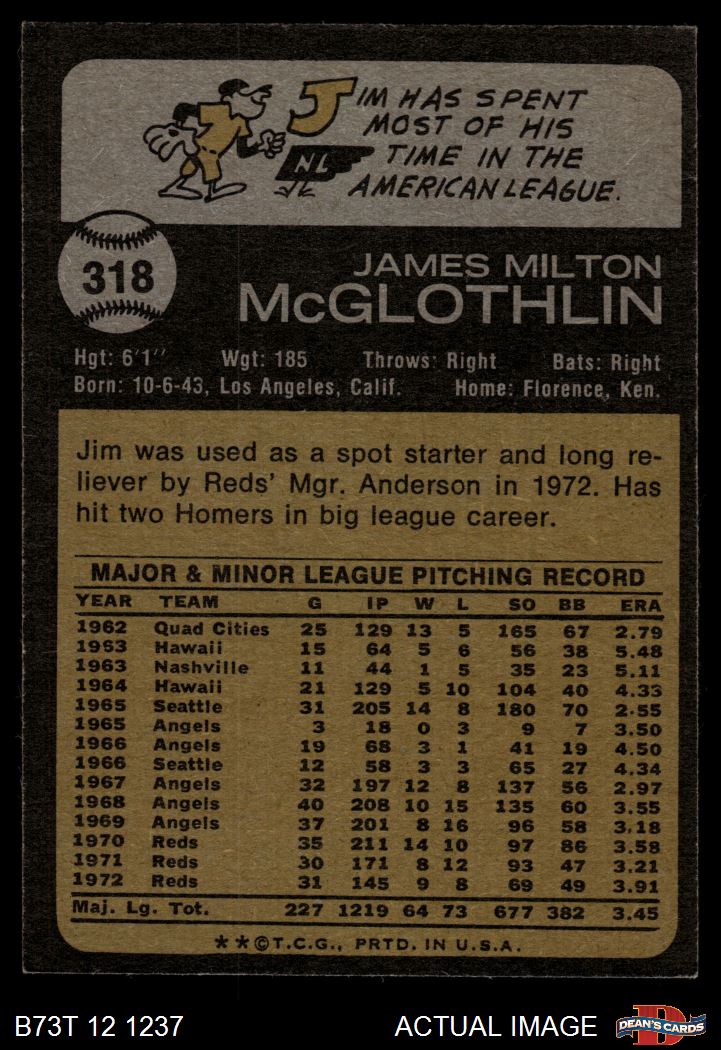 JIM HAS SPENT
MOST OF HIS
NL TIME IN THE
AMERICAN LEAGUE.
318
JAMES MILTON
McGLOTHLIN
Hgt: 6'1" Wgt: 185 Throws: Right Bats: Right
Born: 10-6-43, Los Angeles, Calif. Home: Florence, Ken.
Jim was used as a spot starter and long re-
liever by Reds' Mgr. Anderson in 1972. Has
hit two Homers in big league career.
MAJOR & MINOR LEAGUE PITCHING RECORD
YEAR TEAM G IP W L SO BB ERA
1962 Quad Cities 25 129 13 5 165 67 2.79
1963 Hawaii 15 64 5 6 56 38 5.48
1963 Nashville 11 44 1 5 35 23 5.11
1964 Hawaii 21 129 5 10 104 40 4.33
1965 Seattle 31 205 14 8 180 70 2.55
1965 Angels 3 18 0 3 9 7 3.50
1966 Angels 19 68 3 1 41 19 4.50
1966 Seattle 12 58 3 3 65 27 4.34
1967 Angels 32 197 12 8 137 56 2.97
1968 Angels 40 208 10 15 135 60 3.55
1969 Angels 37 201 8 16 96 58 3.18
1970 Reds 35 211 14 10 97 86 3.58
1971 Reds 30 171 8 12 93 47 3.21
1972 Reds 31 145 9 8 69 49 3.91
Maj. Lg. Tot. 227 1219 64 73 677 382 3.45
**©T.C.G., PRTD. IN U.S.A.
B73T 12 1237 ACTUAL IMAGE DEAN'S CARDS